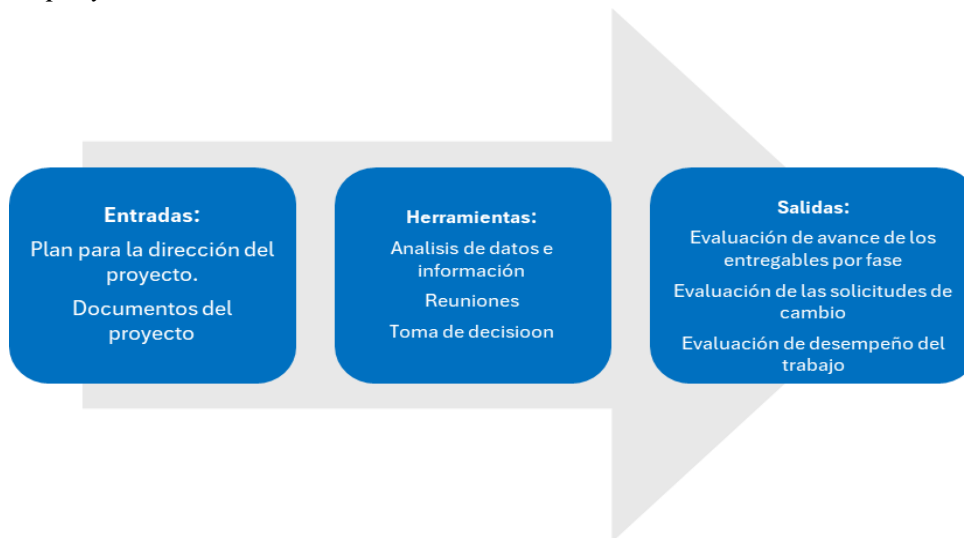 Entradas:
Plan para la dirección del
proyecto.
Documentos del
proyecto
Herramientas:
Analisis de datos e
información
Reuniones
Toma de decisioon
Salidas:
Evaluación de avance de los
entregables por fase
Evaluación de las solicitudes de
cambio
Evaluación de desempeño del
trabajo